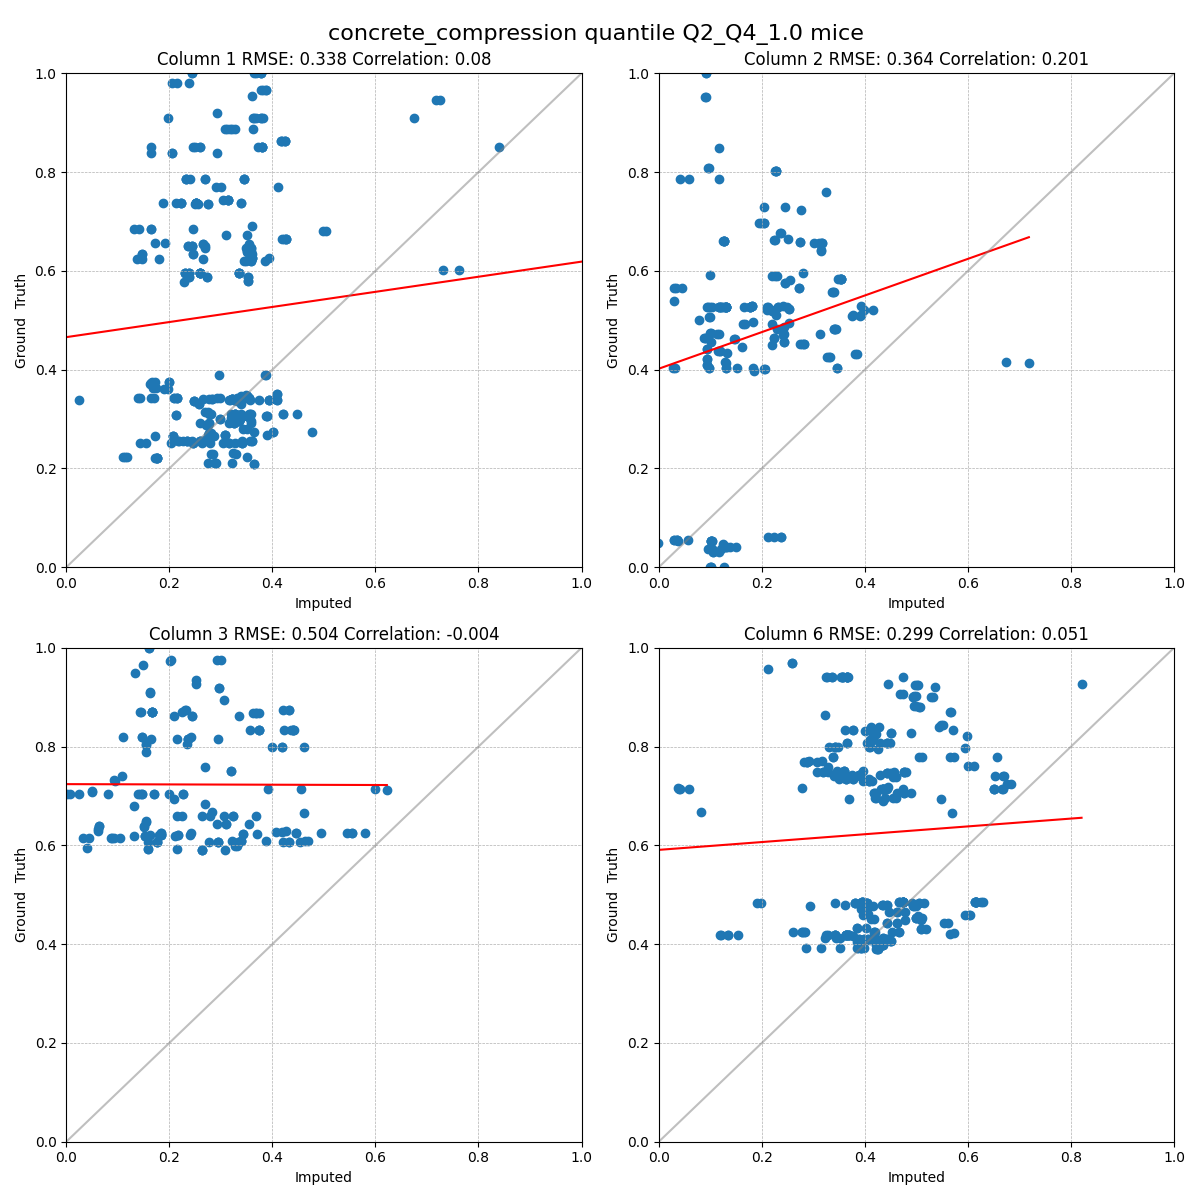 concrete_compression quantile Q2_Q4_1.0 mice
Column 1 RMSE: 0.338 Correlation: 0.08
1.0
0.8
0.6
0.4
0.2
0.0
Ground Truth
0.0 0.2 0.4 0.6 0.8 1.0
Imputed
Column 2 RMSE: 0.364 Correlation: 0.201
1.0
0.8
0.6
0.4
0.2
0.0
Ground Truth
0.0 0.2 0.4 0.6 0.8 1.0
Imputed
Column 3 RMSE: 0.504 Correlation: -0.004
1.0
0.8
0.6
0.4
0.2
0.0
Ground Truth
0.0 0.2 0.4 0.6 0.8 1.0
Imputed
Column 6 RMSE: 0.299 Correlation: 0.051
1.0
0.8
0.6
0.4
0.2
0.0
Ground Truth
0.0 0.2 0.4 0.6 0.8 1.0
Imputed